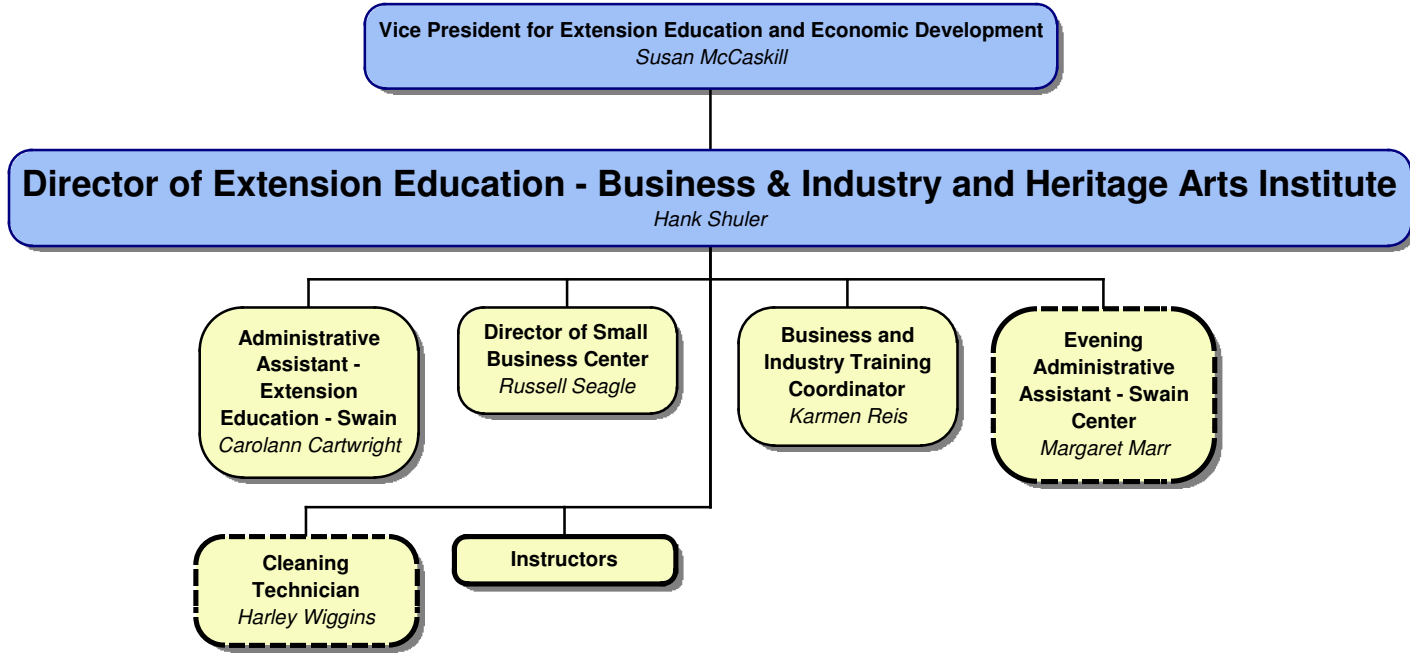 Vice President for Extension Education and Economic Development
Susan McCaskill
Director of Extension Education - Business & Industry and Heritage Arts Institute
Hank Shuler
Administrative
Assistant -
Extension
Education - Swain
Carolann Cartwright
Director of Small
Business Center
Russell Seagle
Business and
Industry Training
Coordinator
Karmen Reis
Evening
Administrative
Assistant - Swain
Center
Margaret Marr
Cleaning
Technician
Harley Wiggins
Instructors